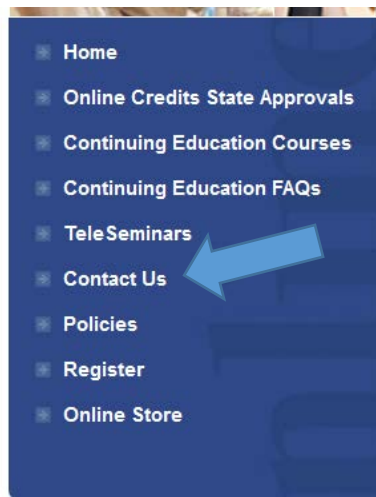 Home
Online Credits State Approvals
Continuing Education Courses
Continuing Education FAQs
TeleSeminars
Contact Us
Policies
Register
Online Store